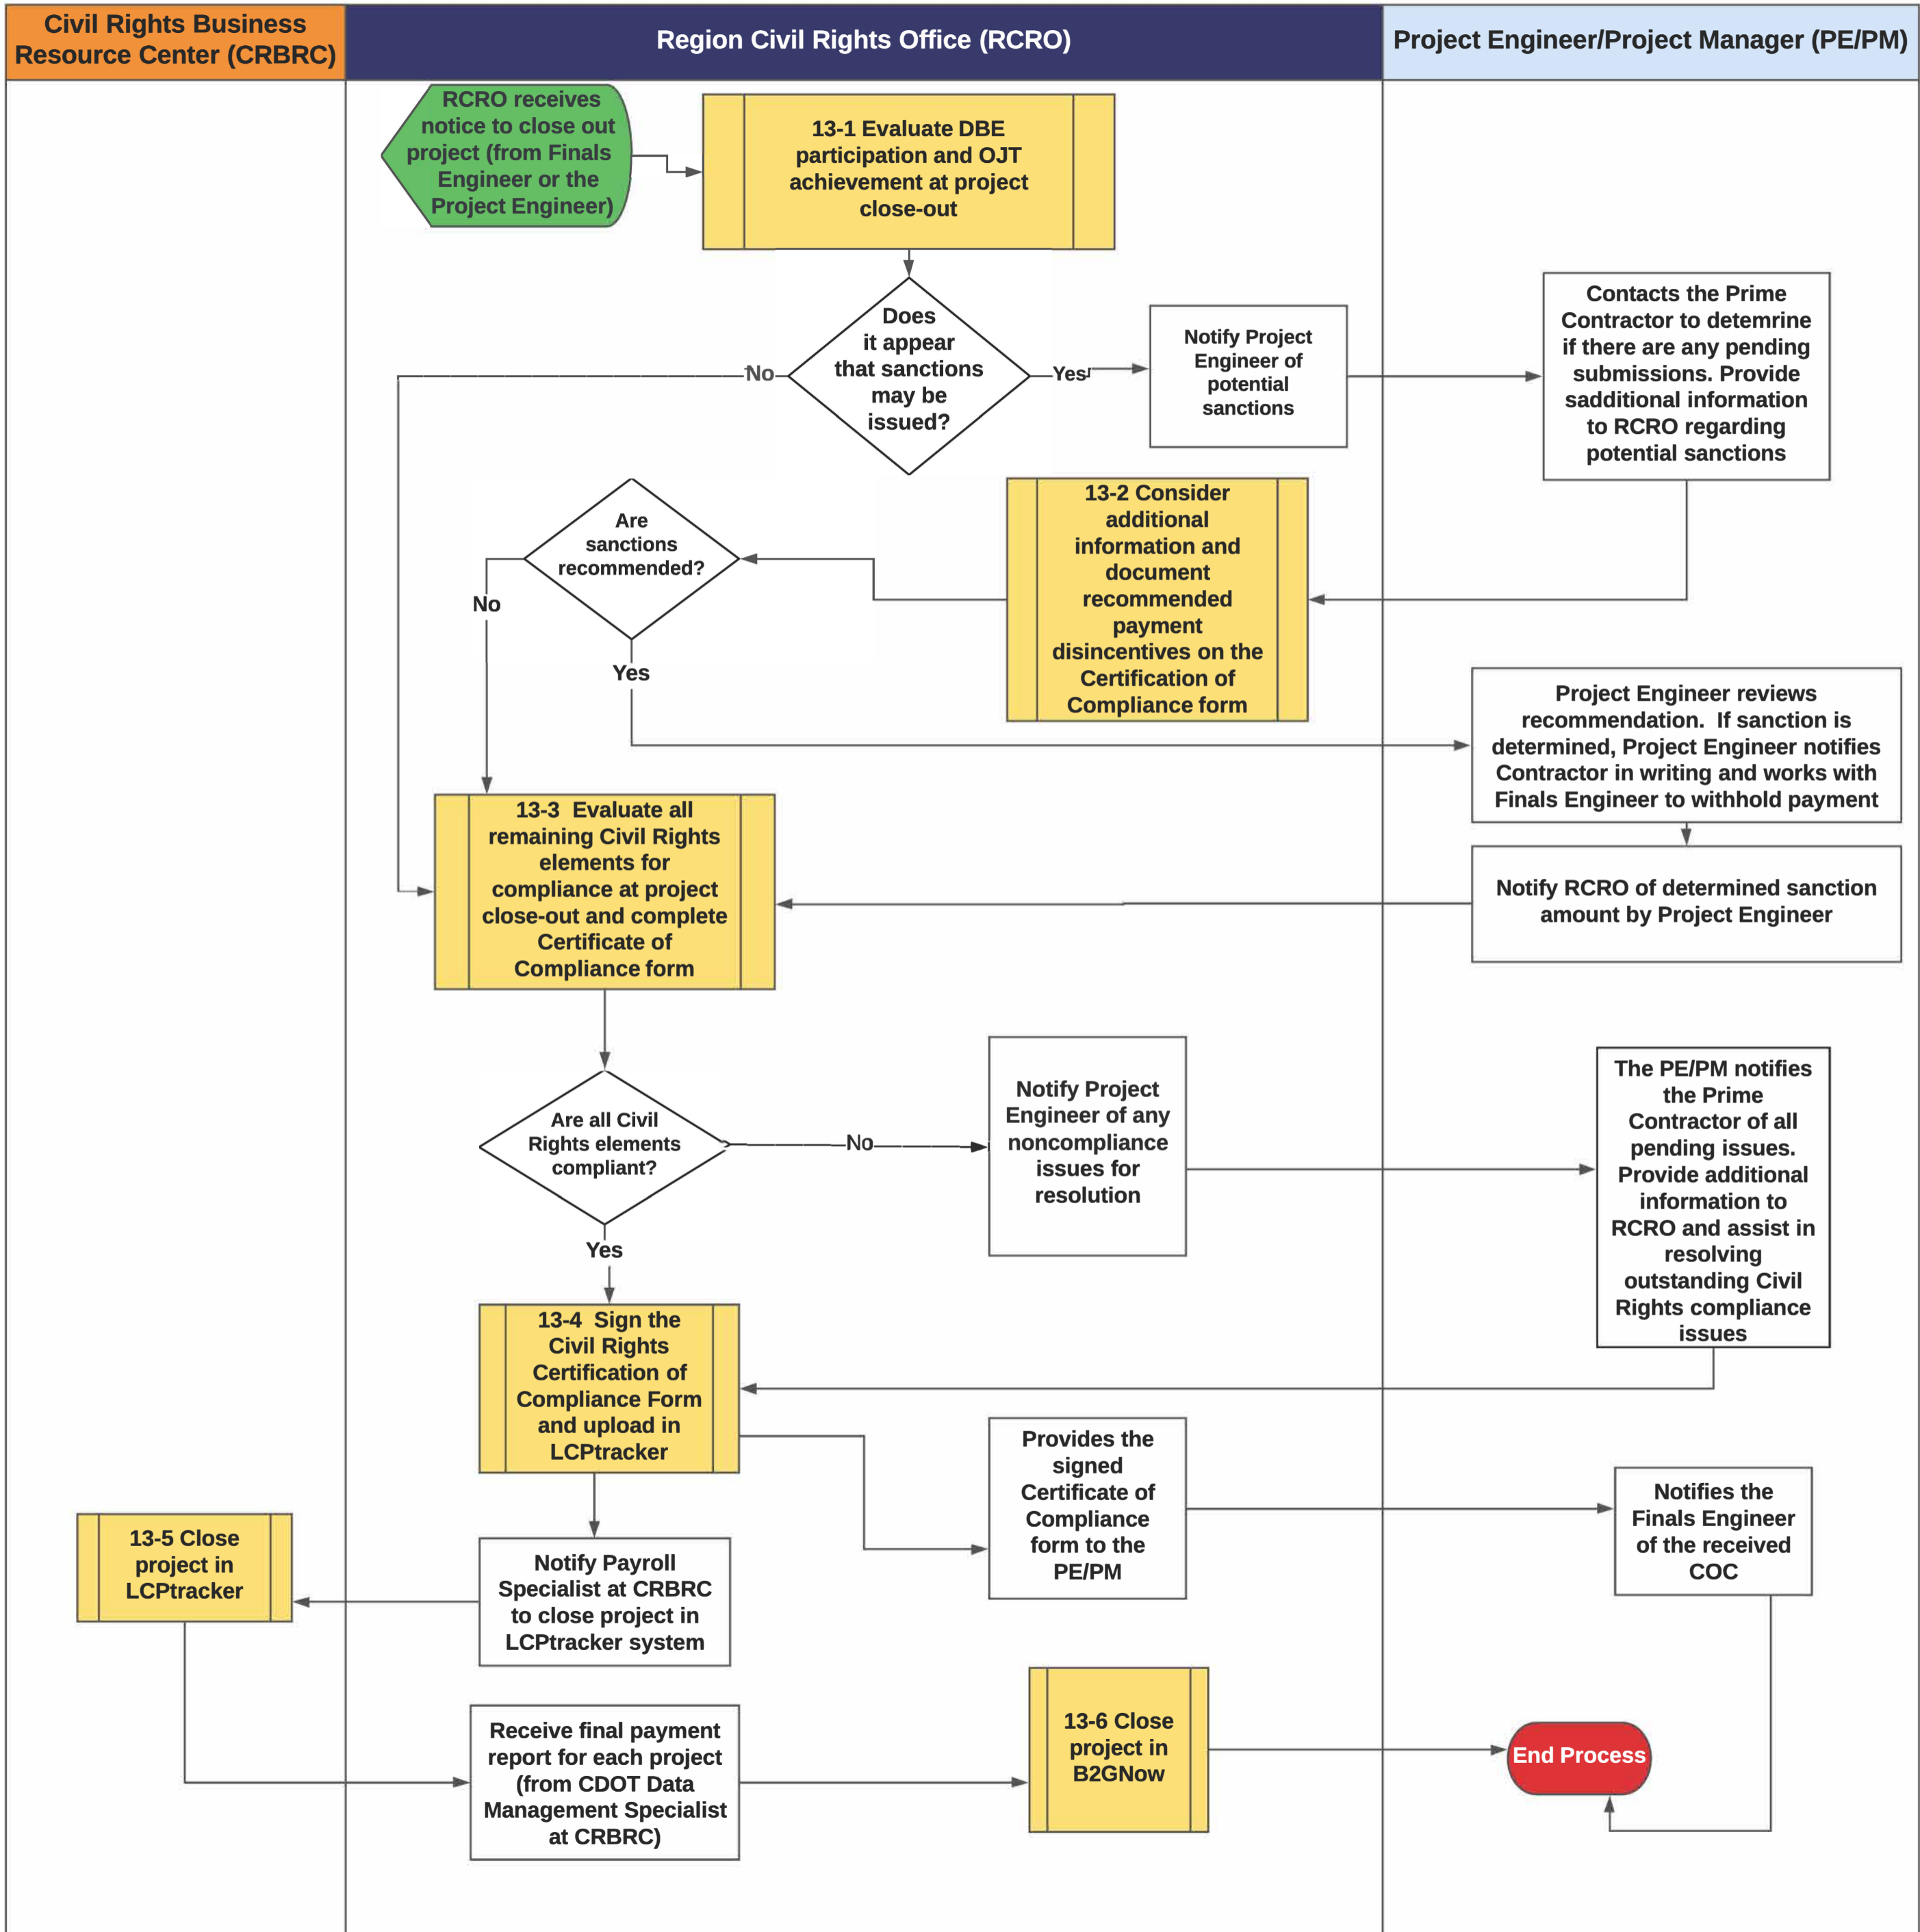 Civil Rights Business
Resource Center (CRBRC)
Region Civil Rights Office (RCRO)
Project Engineer/Project Manager (PE/PM)
RCRO receives
notice to close out
project (from Finals
Engineer or the
Project Engineer)
13-1 Evaluate DBE
participation and OJT
achievement at project
close-out
Does
it appear
that sanctions
may be
issued?
No
Yes
Notify Project
Engineer of
potential
sanctions
Contacts the Prime
Contractor to detemrine
if there are any pending
submissions. Provide
sadditional information
to RCRO regarding
potential sanctions
13-2 Consider
additional
information and
document
recommended
payment
disincentives on the
Certification of
Compliance form
Are
sanctions
recommended?
No
Yes
Project Engineer reviews
recommendation.  If sanction is
determined, Project Engineer notifies
Contractor in writing and works with
Finals Engineer to withhold payment
Notify RCRO of determined sanction
amount by Project Engineer
13-3  Evaluate all
remaining Civil Rights
elements for
compliance at project
close-out and complete
Certificate of
Compliance form
Are all Civil
Rights elements
compliant?
No
Yes
Notify Project
Engineer of any
noncompliance
issues for
resolution
The PE/PM notifies
the Prime
Contractor of all
pending issues.
Provide additional
information to
RCRO and assist in
resolving
outstanding Civil
Rights compliance
issues
13-4  Sign the
Civil Rights
Certification of
Compliance Form
and upload in
LCPtracker
Provides the
signed
Certificate of
Compliance
form to the
PE/PM
Notifies the
Finals Engineer
of the received
COC
Notify Payroll
Specialist at CRBRC
to close project in
LCPtracker system
13-5 Close
project in
LCPtracker
Receive final payment
report for each project
(from CDOT Data
Management Specialist
at CRBRC)
13-6 Close
project in
B2GNow
End Process